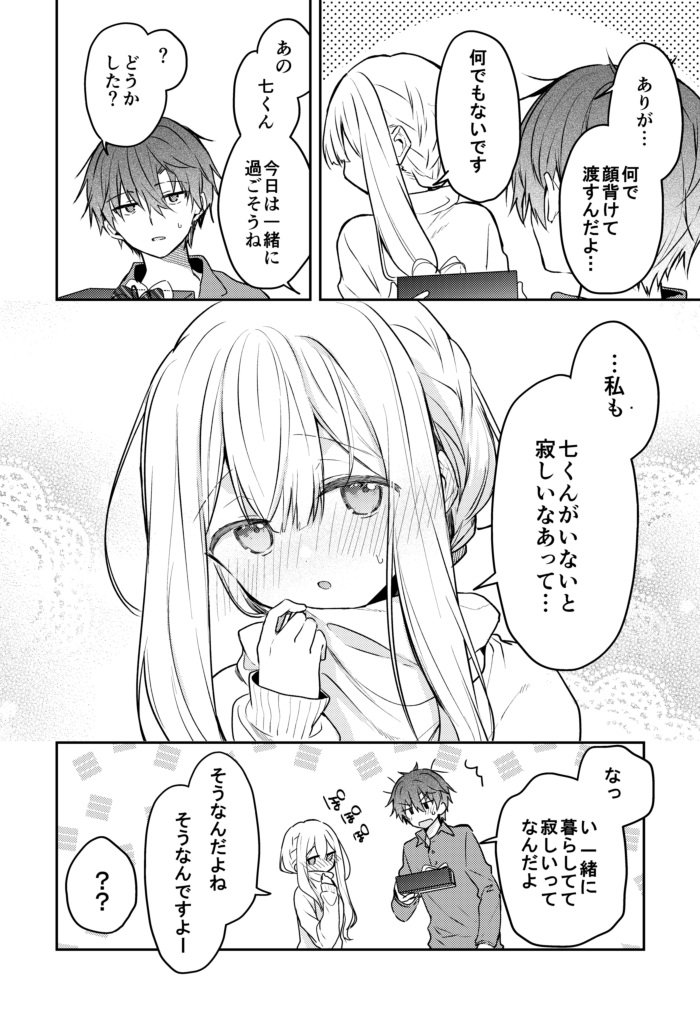 ありが…
何で
顔背けて
渡すんだよ…
何でもないです
あの
七くん
今日は一緒に
過ごそうね
？
どうか
した？
…私も
七くんがいないと
寂しいなあって…
なっ
い 一緒に
暮らしてて
寂しいって
なんだよ
そうなんだよね
そうなんですよー
？？